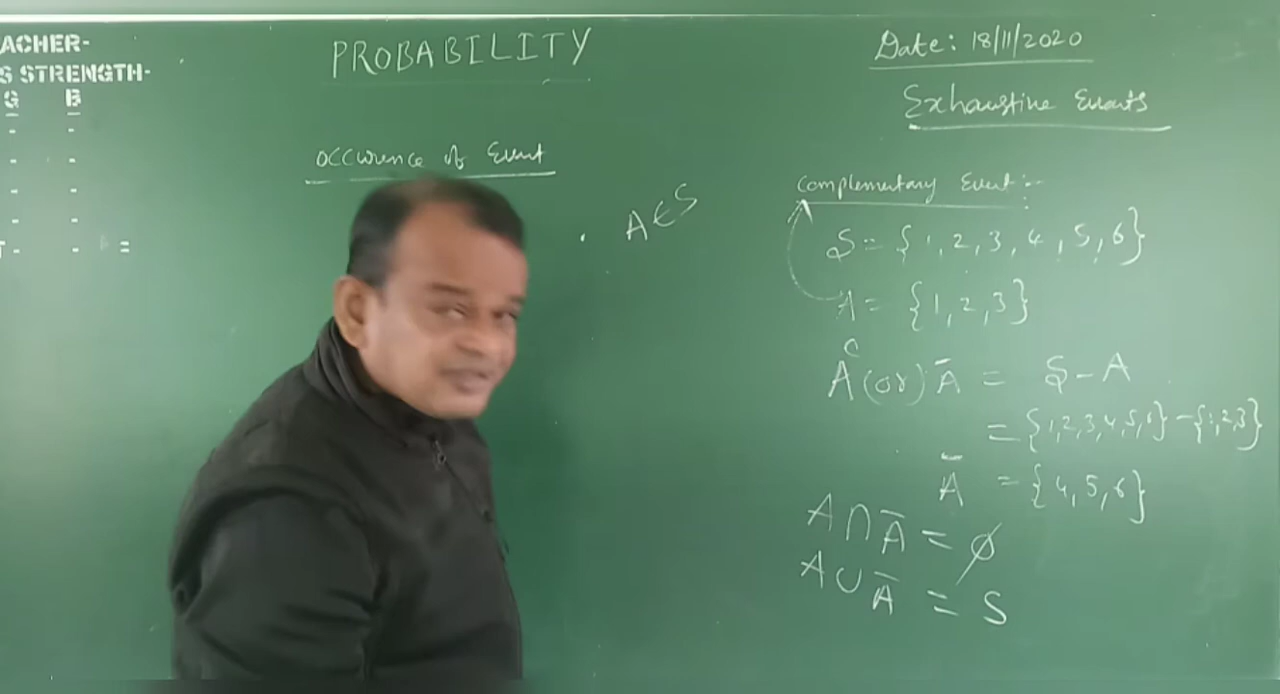 ACHER-
S STRENGTH-
G B
PROBABILITY
Date: 18/11/2020
Exhaustive Events
Occurence of Event
A∈S
Complementary Event:-
S = {1, 2, 3, 4, 5, 6}
A = {1, 2, 3}
Aᶜ (or) Ā = S - A
= {1,2,3,4,5,6} - {1,2,3}
Ā = {4, 5, 6}
A ∩ Ā = ϕ
A ∪ Ā = S